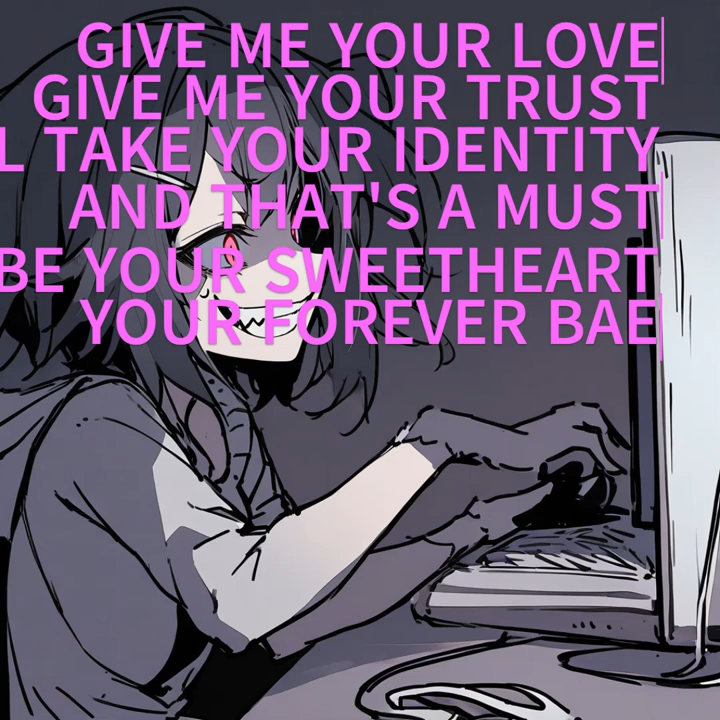 GIVE ME YOUR LOVE
GIVE ME YOUR TRUST
L TAKE YOUR IDENTITY
AND THAT'S A MUST
BE YOUR SWEETHEART
YOUR FOREVER BAE